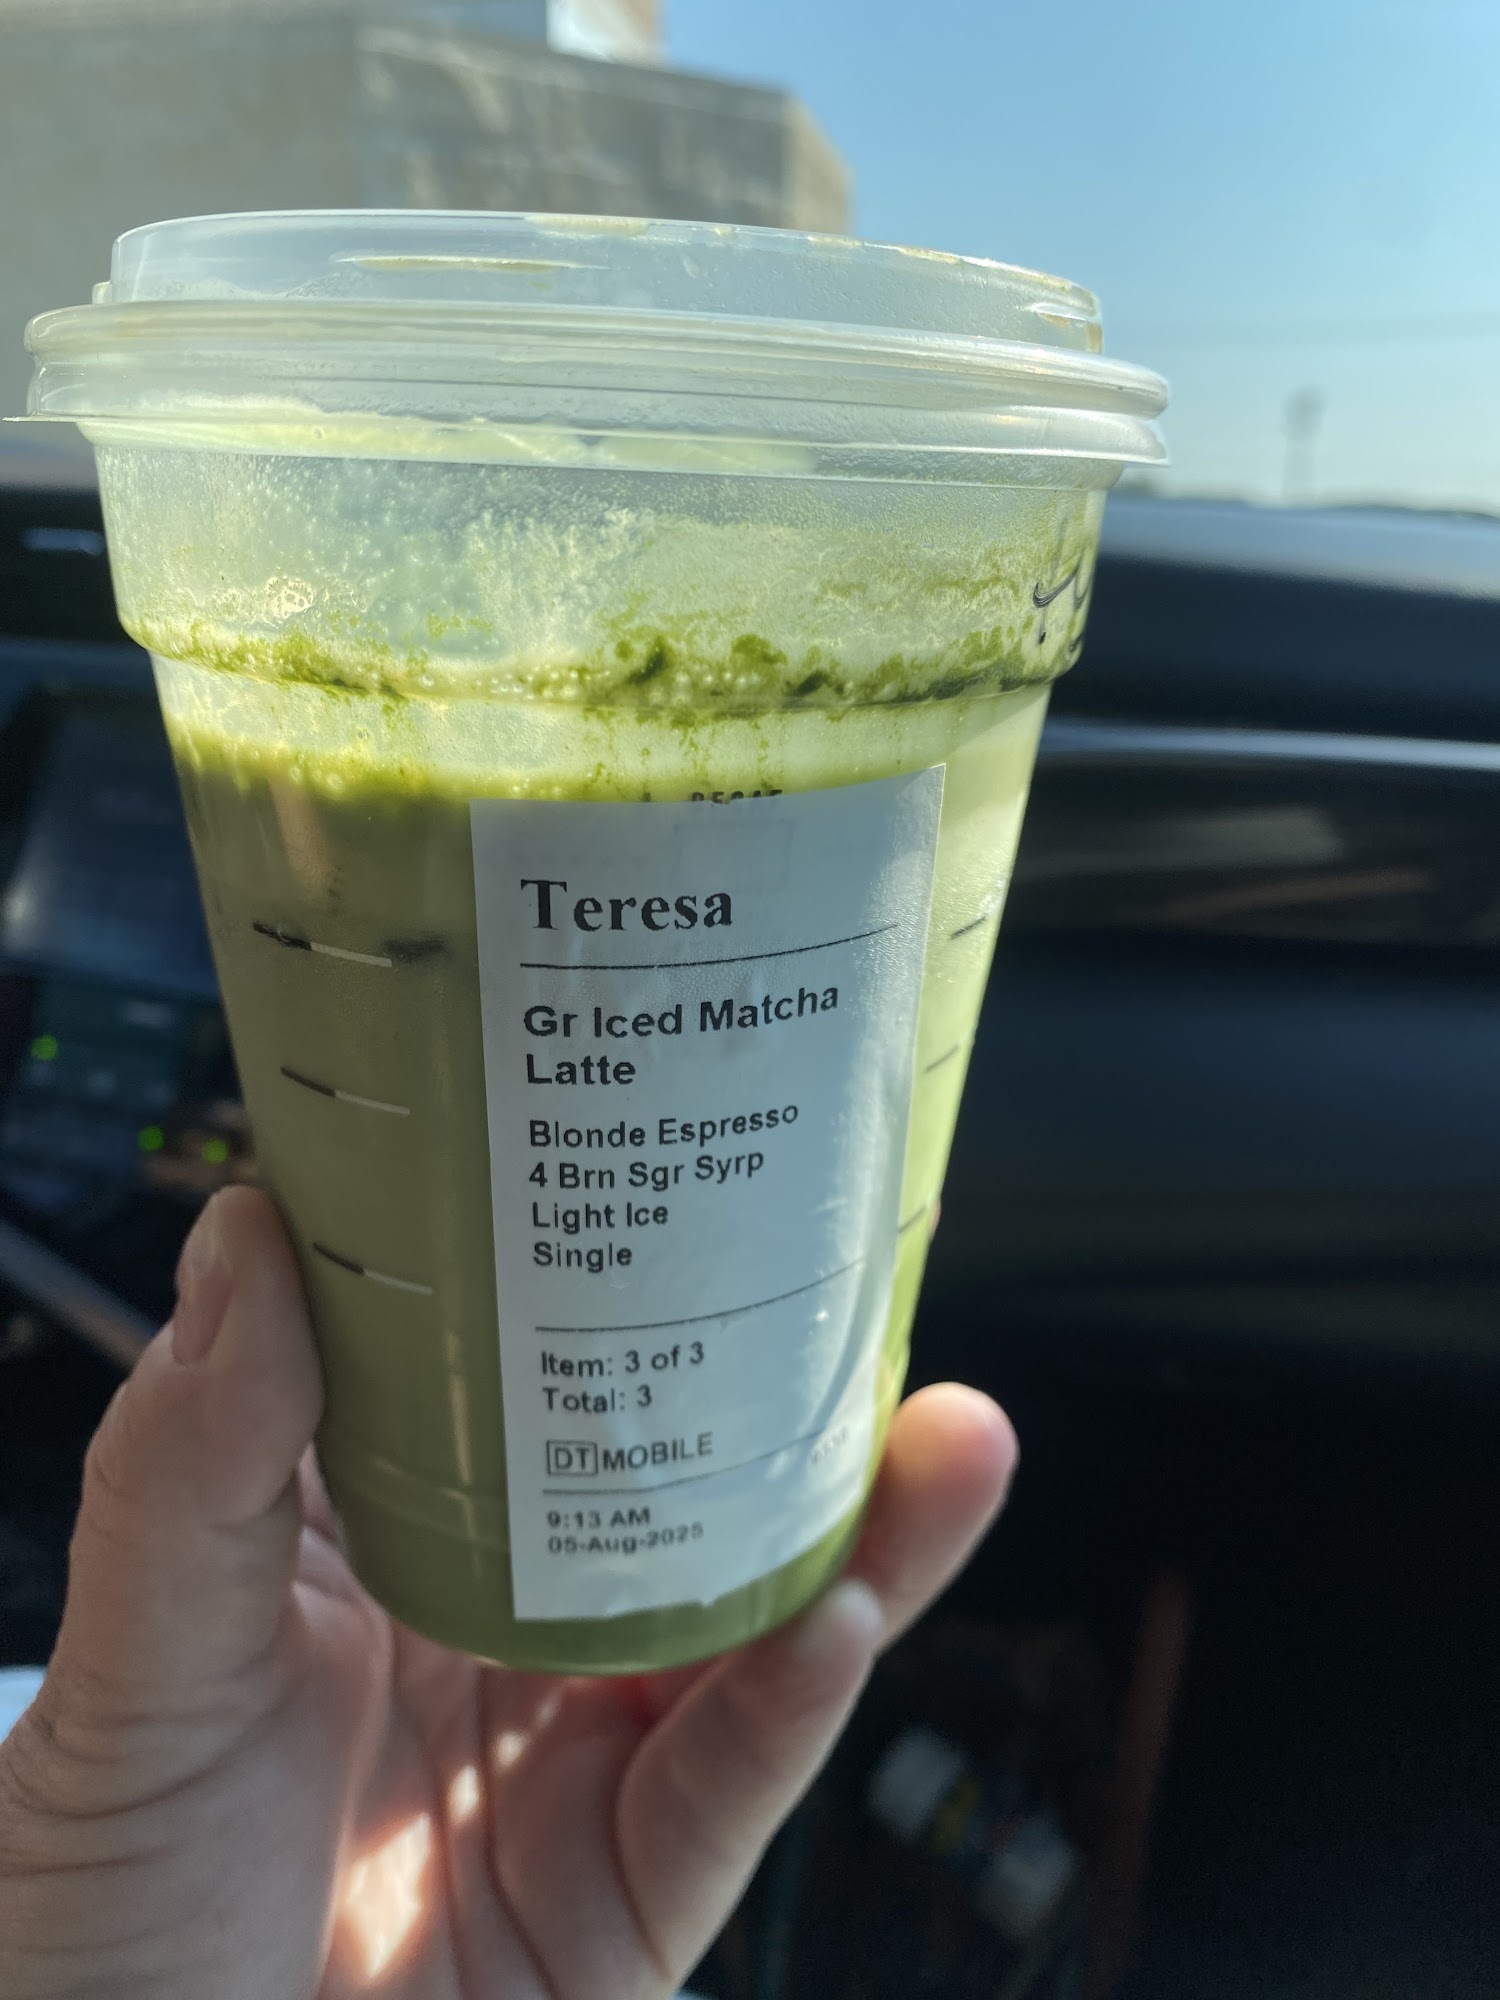 DECAF
Teresa
Gr Iced Matcha
Latte
Blonde Espresso
4 Brn Sgr Syrp
Light Ice
Single
Item: 3 of 3
Total: 3
DT MOBILE
9:13 AM
05-Aug-2025